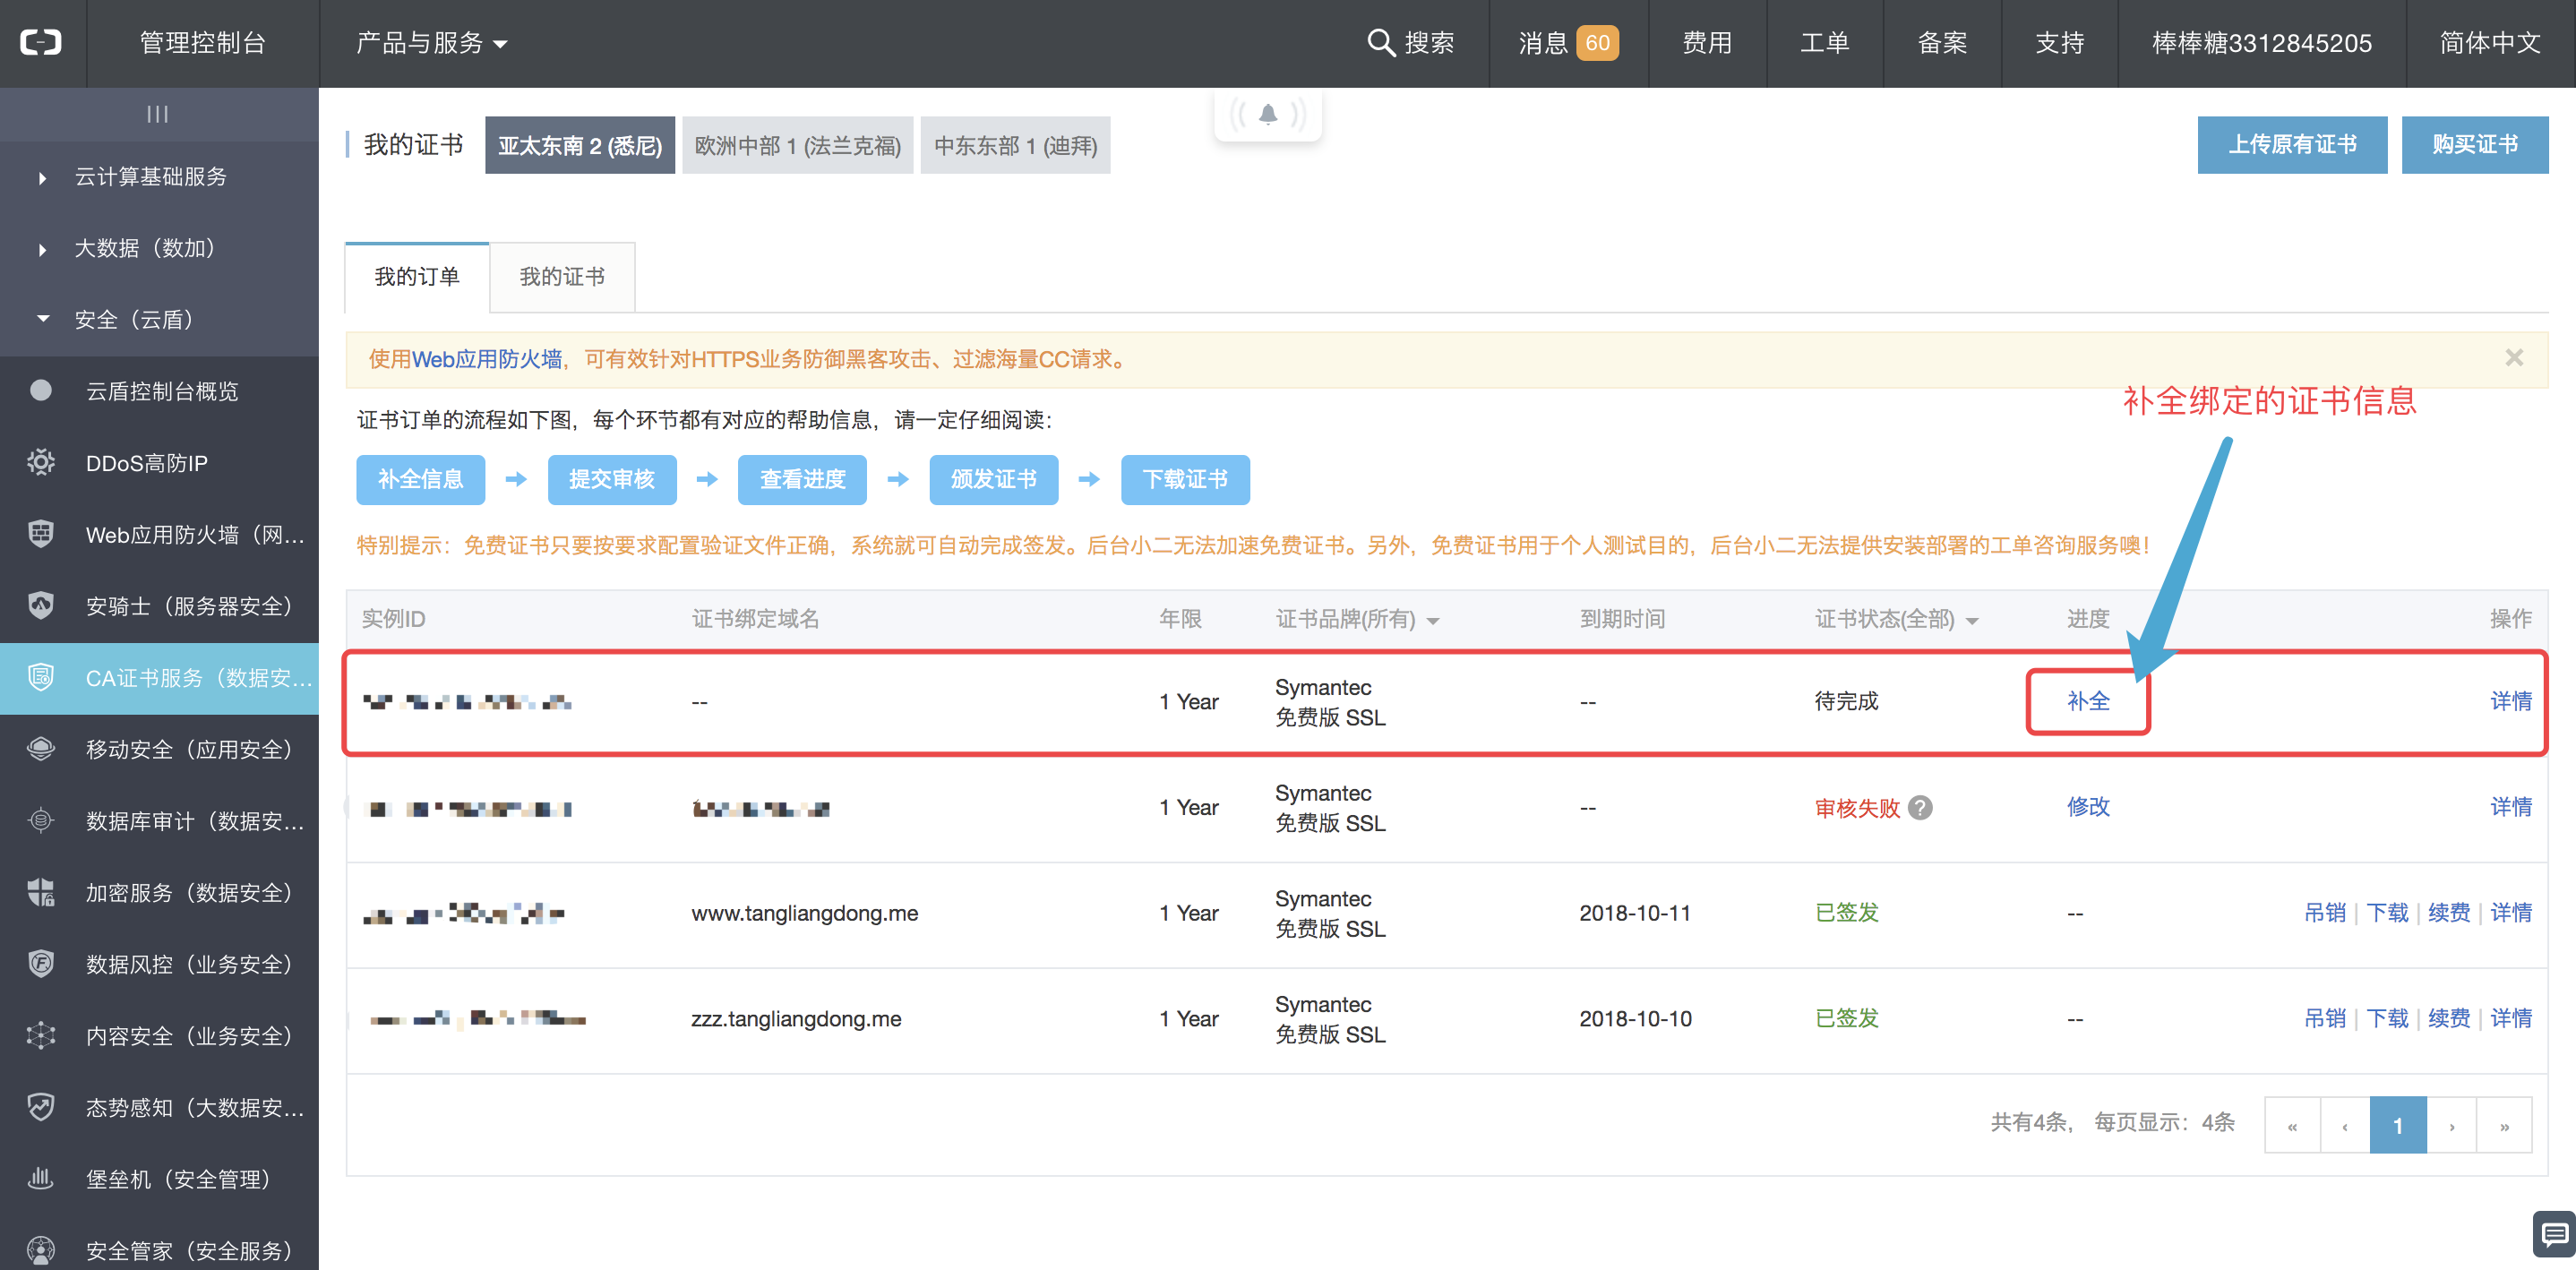 管理控制台 产品与服务 搜索 消息 60 费用 工单 备案 支持 棒棒糖3312845205 简体中文
云计算基础服务
大数据（数加）
安全（云盾）
云盾控制台概览
DDoS高防IP
Web应用防火墙（网...
安骑士（服务器安全）
CA证书服务（数据安...
移动安全（应用安全）
数据库审计（数据安...
加密服务（数据安全）
数据风控（业务安全）
内容安全（业务安全）
态势感知（大数据安...
堡垒机（安全管理）
安全管家（安全服务）
我的证书 亚太东南 2 (悉尼) 欧洲中部 1 (法兰克福) 中东东部 1 (迪拜) 上传原有证书 购买证书
我的订单 我的证书
使用Web应用防火墙，可有效针对HTTPS业务防御黑客攻击、过滤海量CC请求。 ×
补全绑定的证书信息
证书订单的流程如下图，每个环节都有对应的帮助信息，请一定仔细阅读：
补全信息 提交审核 查看进度 颁发证书 下载证书
特别提示：免费证书只要按要求配置验证文件正确，系统就可自动完成签发。后台小二无法加速免费证书。另外，免费证书用于个人测试目的，后台小二无法提供安装部署的工单咨询服务噢！
实例ID 证书绑定域名 年限 证书品牌(所有) 到期时间 证书状态(全部) 进度 操作
-- 1 Year Symantec 免费版 SSL -- 待完成 补全 详情
1 Year Symantec 免费版 SSL -- 审核失败 ? 修改 详情
www.tangliangdong.me 1 Year Symantec 免费版 SSL 2018-10-11 已签发 -- 吊销 | 下载 | 续费 | 详情
zzz.tangliangdong.me 1 Year Symantec 免费版 SSL 2018-10-10 已签发 -- 吊销 | 下载 | 续费 | 详情
共有4条， 每页显示：4条 « ‹ 1 › »